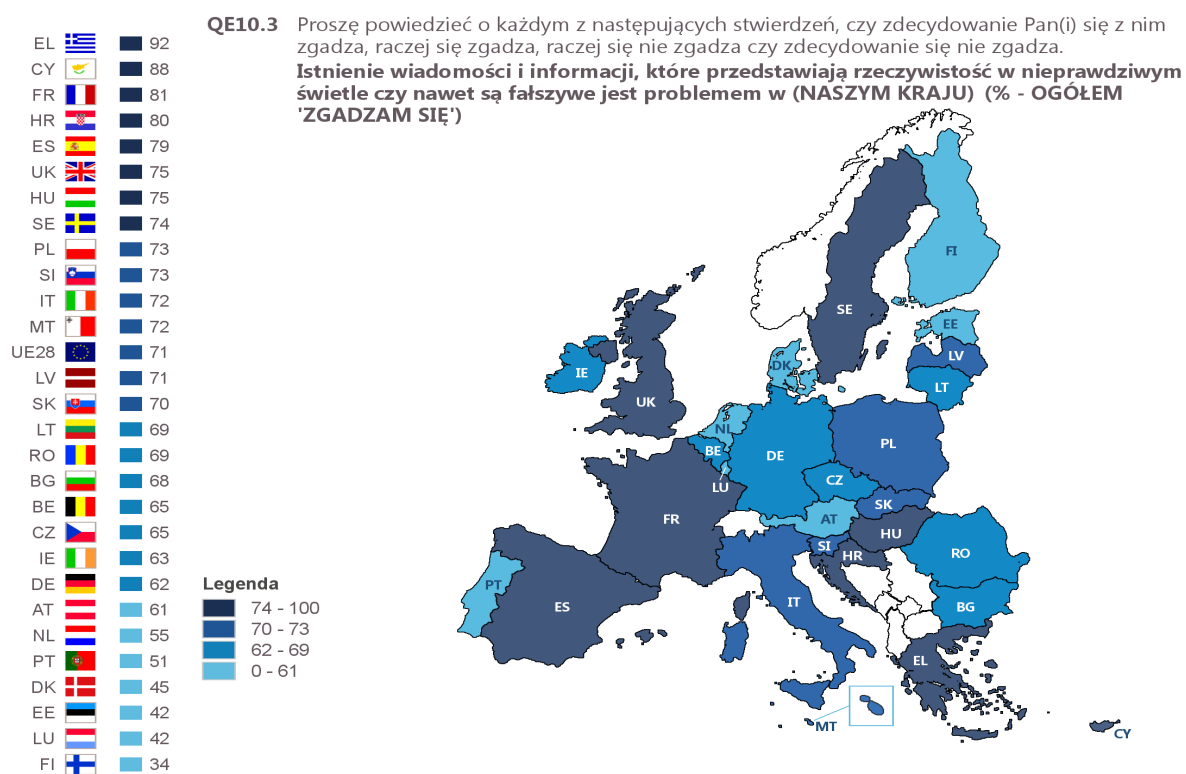 QE10.3 Proszę powiedzieć o każdym z następujących stwierdzeń, czy zdecydowanie Pan(i) się z nim
zgadza, raczej się zgadza, raczej się nie zgadza czy zdecydowanie się nie zgadza.
Istnienie wiadomości i informacji, które przedstawiają rzeczywistość w nieprawdziwym
świetle czy nawet są fałszywe jest problemem w (NASZYM KRAJU) (% - OGÓŁEM
'ZGADZAM SIĘ')
EL 92
CY 88
FR 81
HR 80
ES 79
UK 75
HU 75
SE 74
PL 73
SI 73
IT 72
MT 72
UE28 71
LV 71
SK 70
LT 69
RO 69
BG 68
BE 65
CZ 65
IE 63
DE 62
AT 61
NL 55
PT 51
DK 45
EE 42
LU 42
FI 34
Legenda
74 - 100
70 - 73
62 - 69
0 - 61
FI
SE
EE
LV
DK
IE
LT
UK
NL
PL
BE
DE
CZ
LU
SK
FR
AT
HU
SI
HR
RO
PT
ES
IT
BG
EL
MT
CY